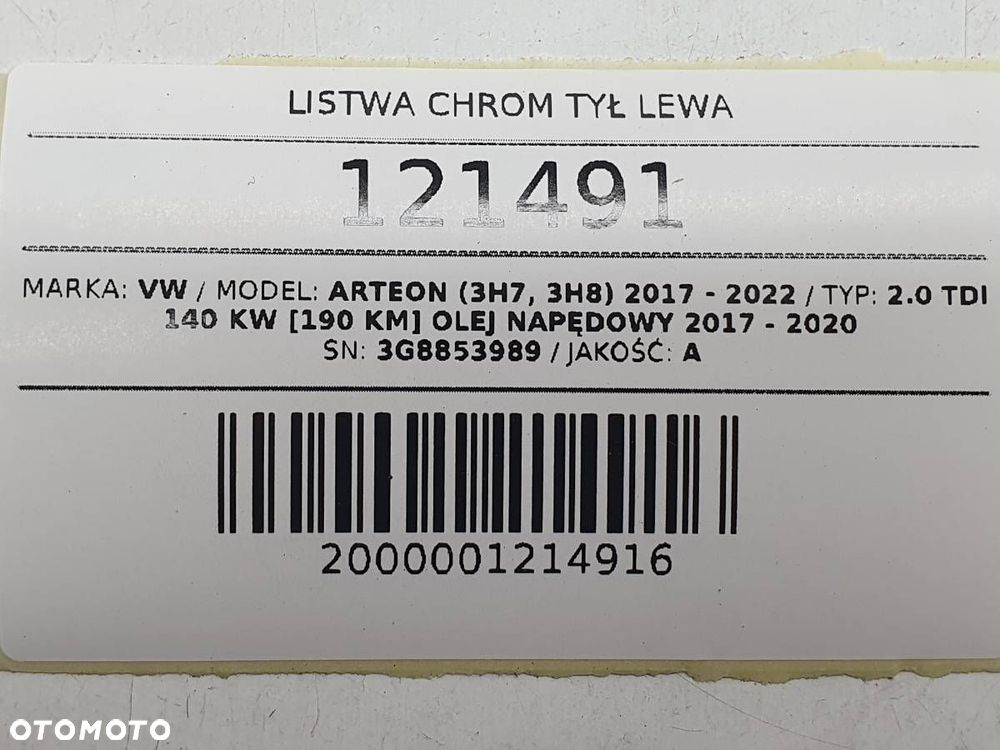 LISTWA CHROM TYŁ LEWA
121491
MARKA: VW / MODEL: ARTEON (3H7, 3H8) 2017 - 2022 / TYP: 2.0 TDI
140 KW [190 KM] OLEJ NAPĘDOWY 2017 - 2020
SN: 3G8853989 / JAKOŚĆ: A
2000001214916
OTOMOTO